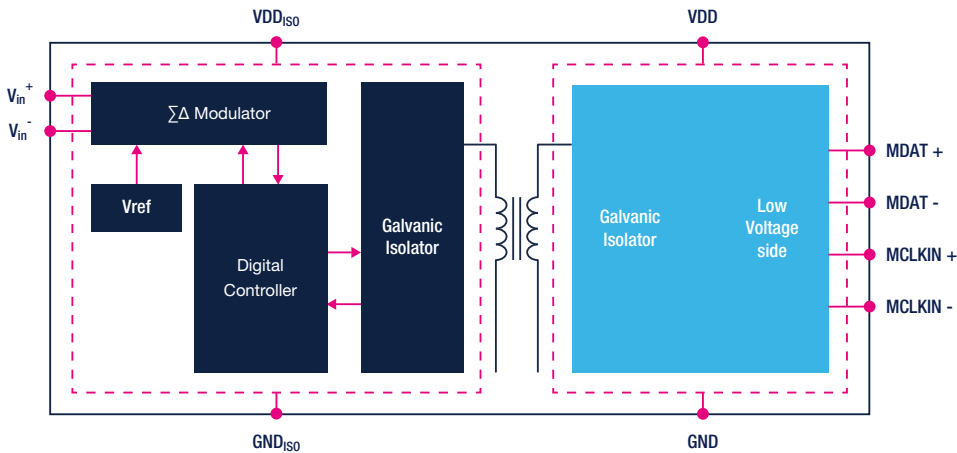 VDDISO
VDD
Vin+
Vin-
∑Δ Modulator
Vref
Digital
Controller
Galvanic
Isolator
Galvanic
Isolator
Low
Voltage
side
MDAT +
MDAT -
MCLKIN +
MCLKIN -
GNDISO
GND